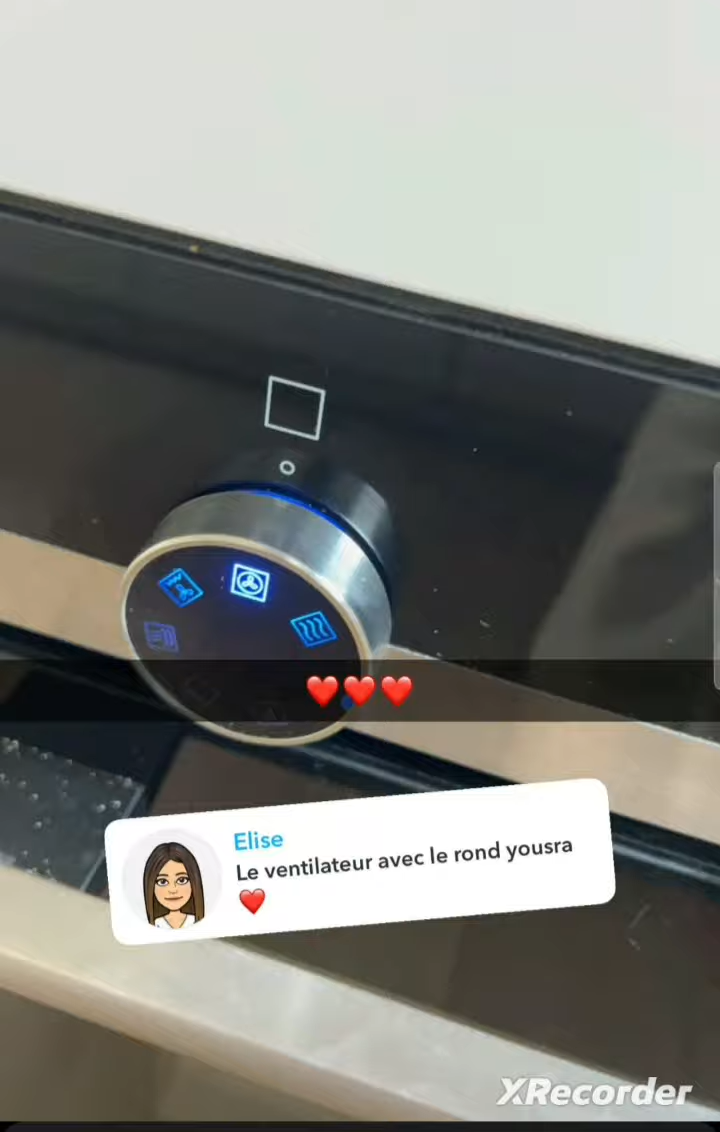 ❤️❤️❤️
Elise
Le ventilateur avec le rond yousra
❤️
XRecorder